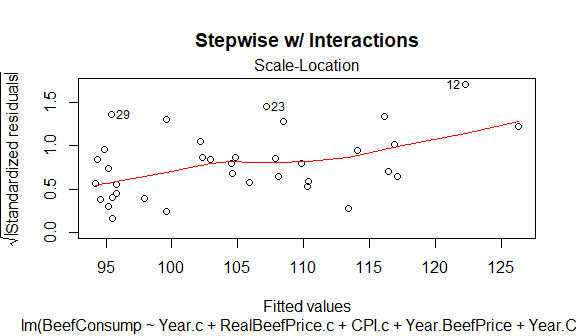 Stepwise w/ Interactions
Scale-Location
√|Standardized residuals|
1.5
1.0
0.5
0.0
29
23
12
95
100
105
110
115
120
125
Fitted values
lm(BeefConsump ~ Year.c + RealBeefPrice.c + CPI.c + Year.BeefPrice + Year.C